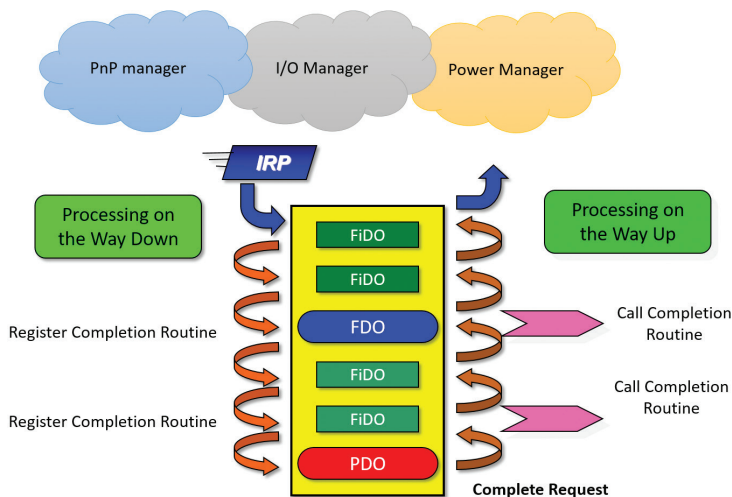 PnP manager
I/O Manager
Power Manager
IRP
Processing on
the Way Down
Processing on
the Way Up
FiDO
FiDO
Register Completion Routine
FDO
Call Completion
Routine
FiDO
Register Completion Routine
FiDO
Call Completion
Routine
PDO
Complete Request